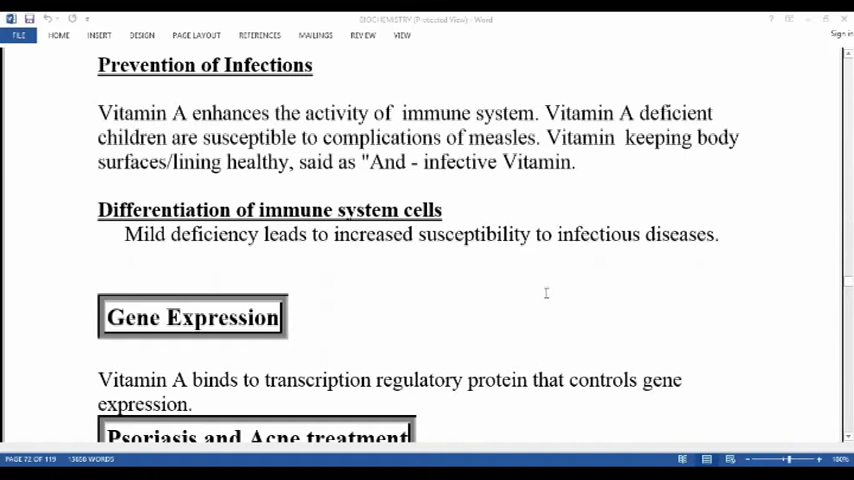 BIOCHEMISTRY (Protected View) - Word
Sign in
FILE HOME INSERT DESIGN PAGE LAYOUT REFERENCES MAILINGS REVIEW VIEW
Prevention of Infections
Vitamin A enhances the activity of immune system. Vitamin A deficient
children are susceptible to complications of measles. Vitamin keeping body
surfaces/lining healthy, said as "And - infective Vitamin.
Differentiation of immune system cells
Mild deficiency leads to increased susceptibility to infectious diseases.
Gene Expression
Vitamin A binds to transcription regulatory protein that controls gene
expression.
Psoriasis and Acne treatment
PAGE 72 OF 119 13658 WORDS 180%